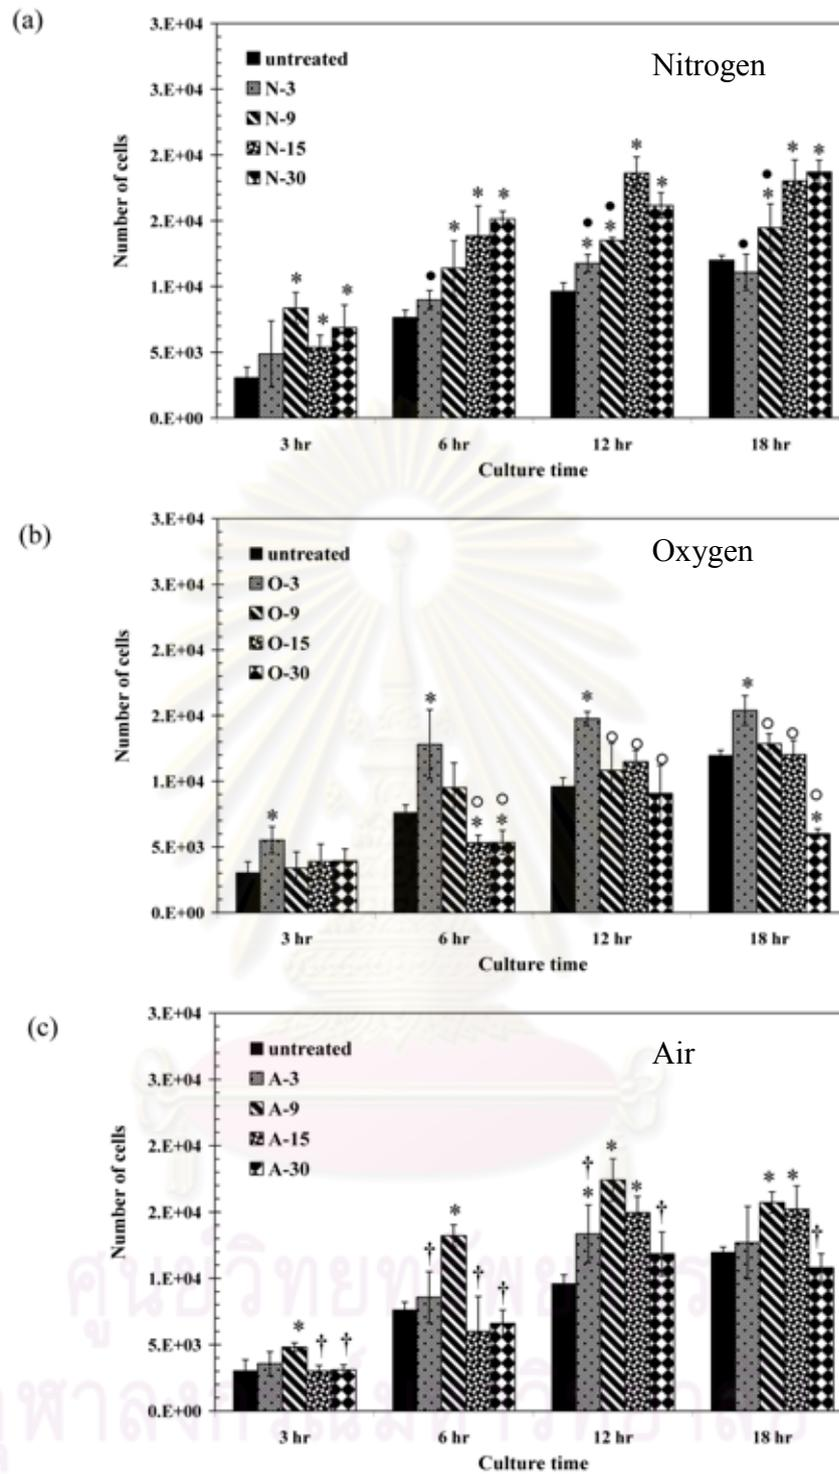 (a)
3.E+04
3.E+04
2.E+04
2.E+04
1.E+04
5.E+03
0.E+00
Number of cells
untreated
N-3
N-9
N-15
N-30
Nitrogen
* * *
• * * *
• * • * * *
• • * * *
3 hr 6 hr 12 hr 18 hr
Culture time
(b)
3.E+04
3.E+04
2.E+04
2.E+04
1.E+04
5.E+03
0.E+00
Number of cells
untreated
O-3
O-9
O-15
O-30
Oxygen
*
* ○ * ○ *
* ○ ○ ○
* ○ ○ ○ *
3 hr 6 hr 12 hr 18 hr
Culture time
(c)
3.E+04
3.E+04
2.E+04
2.E+04
1.E+04
5.E+03
0.E+00
Number of cells
untreated
A-3
A-9
A-15
A-30
Air
* † †
† * † †
† * * * †
* * †
3 hr 6 hr 12 hr 18 hr
Culture time